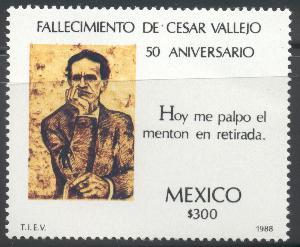 FALLECIMIENTO DE CESAR VALLEJO
50 ANIVERSARIO
Hoy me palpo el
menton en retirada.
MEXICO
$300
T.I.E.V.
1988